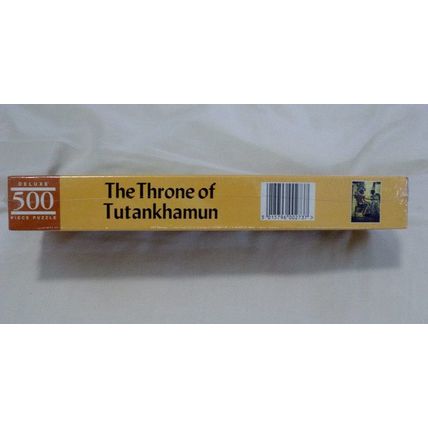 DELUXE
500
PIECE PUZZLE
The Throne of
Tutankhamun